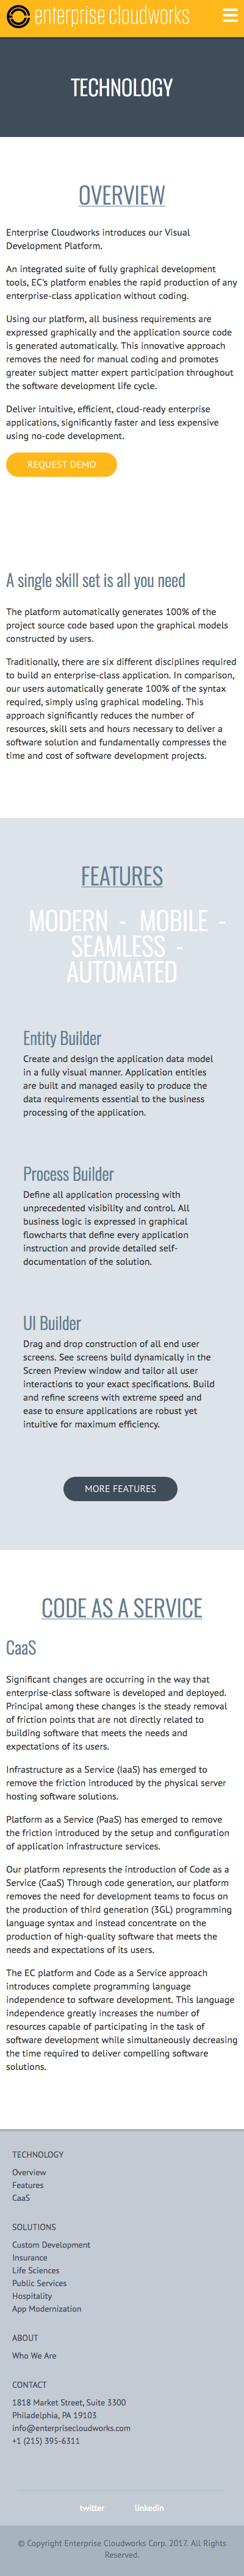 enterprise cloudworks
TECHNOLOGY
OVERVIEW
Enterprise Cloudworks introduces our Visual
Development Platform.
An integrated suite of fully graphical development
tools, EC's platform enables the rapid production of any
enterprise-class application without coding.
Using our platform, all business requirements are
expressed graphically and the application source code
is generated automatically. This innovative approach
removes the need for manual coding and promotes
greater subject matter expert participation throughout
the software development life cycle.
Deliver intuitive, efficient, cloud-ready enterprise
applications, significantly faster and less expensive
using no-code development.
REQUEST DEMO
A single skill set is all you need
The platform automatically generates 100% of the
project source code based upon the graphical models
constructed by users.
Traditionally, there are six different disciplines required
to build an enterprise-class application. In comparison,
our users automatically generate 100% of the syntax
required, simply using graphical modeling. This
approach significantly reduces the number of
resources, skill sets and hours necessary to deliver a
software solution and fundamentally compresses the
time and cost of software development projects.
FEATURES
MODERN - MOBILE -
SEAMLESS -
AUTOMATED
Entity Builder
Create and design the application data model
in a fully visual manner. Application entities
are built and managed easily to produce the
data requirements essential to the business
processing of the application.
Process Builder
Define all application processing with
unprecedented visibility and control. All
business logic is expressed in graphical
flowcharts that define every application
instruction and provide detailed self-
documentation of the solution.
UI Builder
Drag and drop construction of all end user
screens. See screens build dynamically in the
Screen Preview window and tailor all user
interactions to your exact specifications. Build
and refine screens with extreme speed and
ease to ensure applications are robust yet
intuitive for maximum efficiency.
MORE FEATURES
CODE AS A SERVICE
CaaS
Significant changes are occurring in the way that
enterprise-class software is developed and deployed.
Principal among these changes is the steady removal
of friction points that are not directly related to
building software that meets the needs and
expectations of its users.
Infrastructure as a Service (IaaS) has emerged to
remove the friction introduced by the physical server
hosting software solutions.
Platform as a Service (PaaS) has emerged to remove
the friction introduced by the setup and configuration
of application infrastructure services.
Our platform represents the introduction of Code as a
Service (CaaS) Through code generation, our platform
removes the need for development teams to focus on
the production of third generation (3GL) programming
language syntax and instead concentrate on the
production of high-quality software that meets the
needs and expectations of its users.
The EC platform and Code as a Service approach
introduces complete programming language
independence to software development. This language
independence greatly increases the number of
resources capable of participating in the task of
software development while simultaneously decreasing
the time required to deliver compelling software
solutions.
TECHNOLOGY
Overview
Features
CaaS
SOLUTIONS
Custom Development
Insurance
Life Sciences
Public Services
Hospitality
App Modernization
ABOUT
Who We Are
CONTACT
1818 Market Street, Suite 3300
Philadelphia, PA 19103
info@enterprisecloudworks.com
+1 (215) 395-6311
twitter linkedin
© Copyright Enterprise Cloudworks Corp. 2017. All Rights
Reserved.